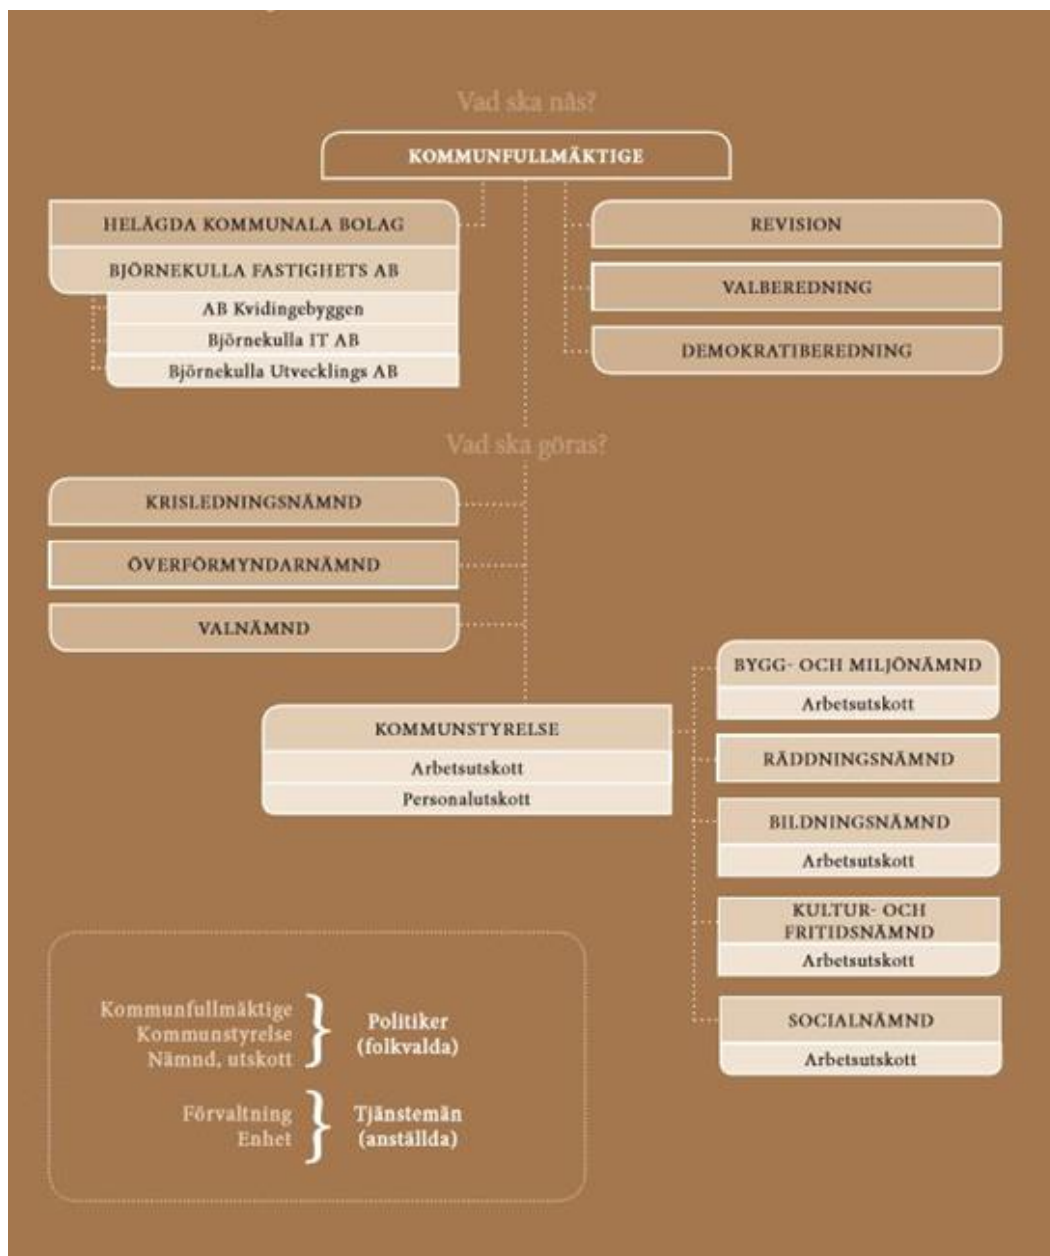 Vad ska nås?
KOMMUNFULLMÄKTIGE
HELÄGDA KOMMUNALA BOLAG
BJÖRNEKULLA FASTIGHETS AB
AB Kvidingebyggen
Björnekulla IT AB
Björnekulla Utvecklings AB
REVISION
VALBEREDNING
DEMOKRATIBEREDNING
Vad ska göras?
KRISLEDNINGSNÄMND
ÖVERFÖRMYNDARNÄMND
VALNÄMND
KOMMUNSTYRELSE
Arbetsutskott
Personalutskott
BYGG- OCH MILJÖNÄMND
Arbetsutskott
RÄDDNINGSNÄMND
BILDNINGSNÄMND
Arbetsutskott
KULTUR- OCH
FRITIDSNÄMND
Arbetsutskott
SOCIALNÄMND
Arbetsutskott
Kommunfullmäktige
Kommunstyrelse
Nämnd, utskott
Politiker
(folkvalda)
Förvaltning
Enhet
Tjänstemän
(anställda)